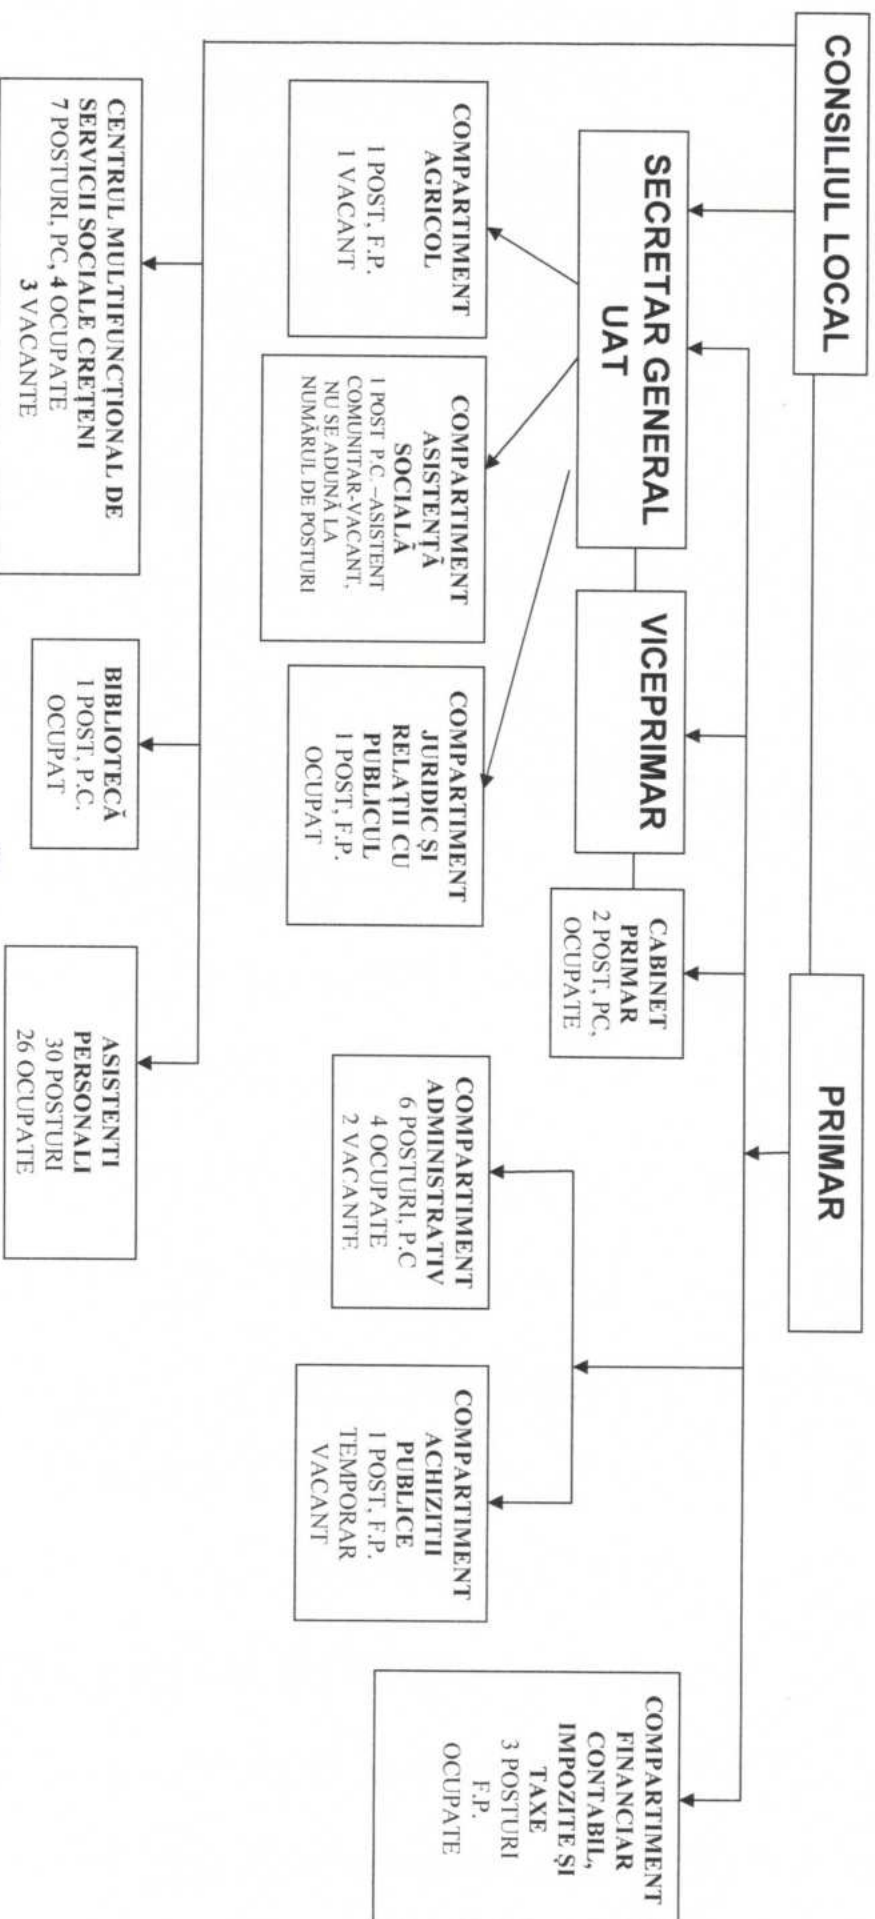 CONSILIUL LOCAL
PRIMAR
SECRETAR GENERAL
UAT
VICEPRIMAR
CABINET
PRIMAR
2 POST, PC,
OCUPATE
COMPARTIMENT
FINANCIAR
CONTABIL,
IMPOZITE ȘI
TAXE
3 POSTURI
F.P.
OCUPATE
COMPARTIMENT
AGRICOL
1 POST, F.P.
1 VACANT
COMPARTIMENT
ASISTENȚĂ
SOCIALĂ
1 POST P.C. –ASISTENT
COMUNITAR-VACANT,
NU SE ADUNĂ LA
NUMĂRUL DE POSTURI
COMPARTIMENT
JURIDIC ȘI
RELAȚII CU
PUBLICUL
1 POST, F.P.
OCUPAT
COMPARTIMENT
ADMINISTRATIV
6 POSTURI, P.C
4 OCUPATE
2 VACANTE
COMPARTIMENT
ACHIZITII
PUBLICE
1 POST, F.P.
TEMPORAR
VACANT
CENTRUL MULTIFUNCȚIONAL DE
SERVICII SOCIALE CREȚENI
7 POSTURI, PC, 4 OCUPATE
3 VACANTE
BIBLIOTECĂ
1 POST, P.C.
OCUPAT
ASISTENTI
PERSONALI
30 POSTURI
26 OCUPATE